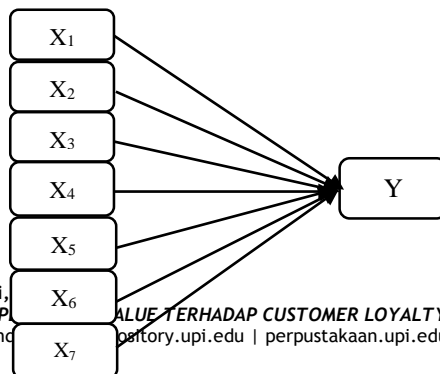 X1
X2
X3
X4
Y
X5
i,
X6
P ALUE TERHADAP CUSTOMER LOYALTY
ository.upi.edu | perpustakaan.upi.edu
X7